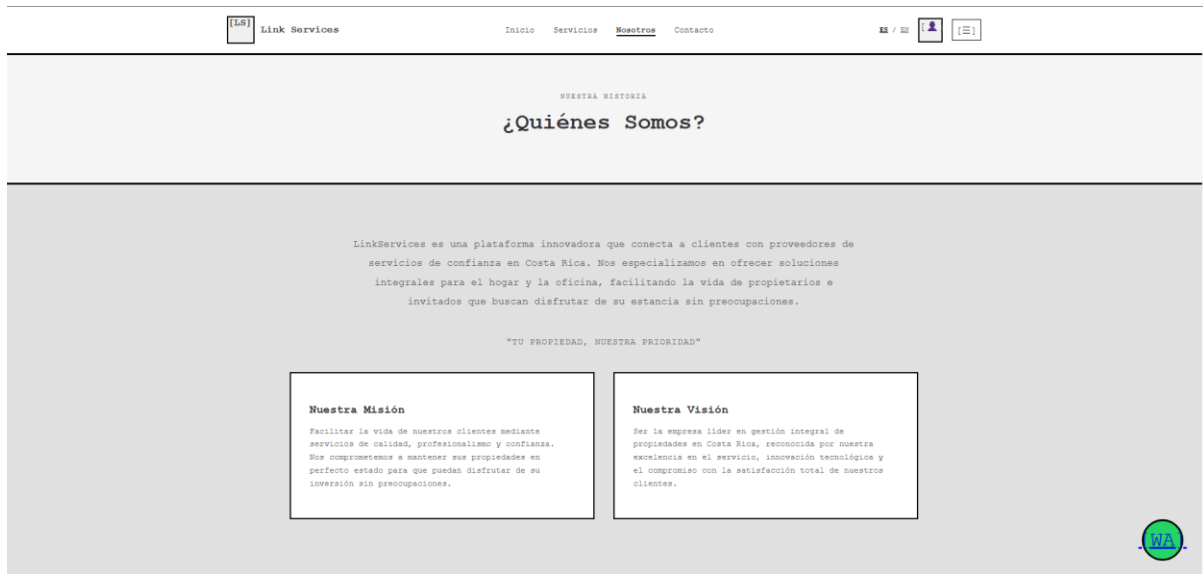 [LS] Link Services
Inicio Servicios Nosotros Contacto
ES / EN
[☰]
NUESTRA HISTORIA
¿Quiénes Somos?
LinkServices es una plataforma innovadora que conecta a clientes con proveedores de
servicios de confianza en Costa Rica. Nos especializamos en ofrecer soluciones
integrales para el hogar y la oficina, facilitando la vida de propietarios e
invitados que buscan disfrutar de su estancia sin preocupaciones.
"TU PROPIEDAD, NUESTRA PRIORIDAD"
Nuestra Misión
Facilitar la vida de nuestros clientes mediante
servicios de calidad, profesionalismo y confianza.
Nos comprometemos a mantener sus propiedades en
perfecto estado para que puedan disfrutar de su
inversión sin preocupaciones.
Nuestra Visión
Ser la empresa líder en gestión integral de
propiedades en Costa Rica, reconocida por nuestra
excelencia en el servicio, innovación tecnológica y
el compromiso con la satisfacción total de nuestros
clientes.
WA